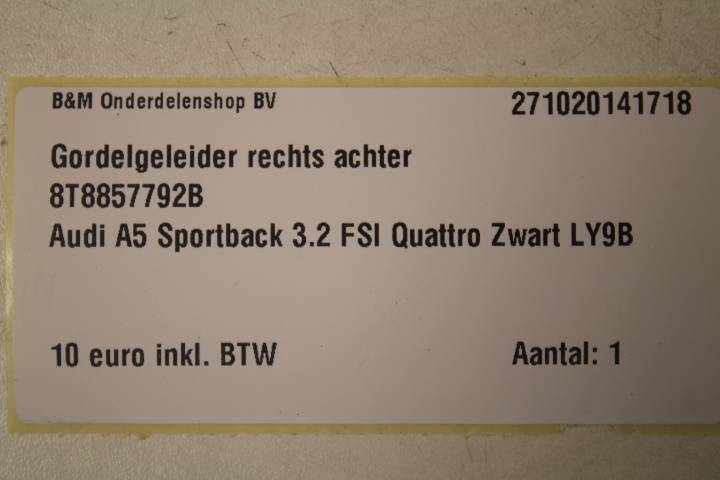 B&M Onderdelenshop BV 271020141718
Gordelgeleider rechts achter
8T8857792B
Audi A5 Sportback 3.2 FSI Quattro Zwart LY9B
10 euro inkl. BTW Aantal: 1